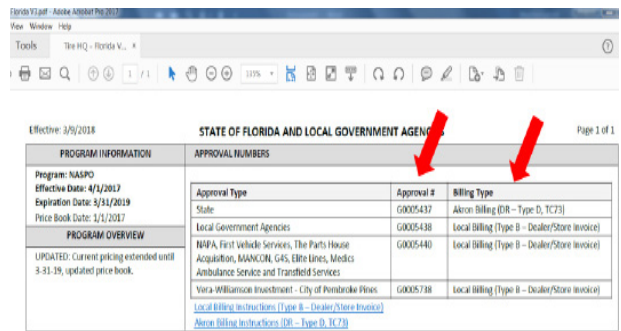 Florida V3.pdf - Adobe Acrobat Pro 2017
View Window Help
Tools Tire HQ - Florida V... ×
1 / 1 135%
Effective: 3/9/2018 STATE OF FLORIDA AND LOCAL GOVERNMENT AGENCIES Page 1 of 1
PROGRAM INFORMATION APPROVAL NUMBERS
Program: NASPO
Effective Date: 4/1/2017
Expiration Date: 3/31/2019
Price Book Date: 1/1/2017
PROGRAM OVERVIEW
UPDATED: Current pricing extended until
3-31-19, updated price book.
Approval Type Approval # Billing Type
State G0005437 Akron Billing (DR – Type D, TC73)
Local Government Agencies G0005438 Local Billing (Type B – Dealer/Store Invoice)
NAPA, First Vehicle Services, The Parts House G0005440 Local Billing (Type B – Dealer/Store Invoice)
Acquisition, MANCON, G4S, Elite Lines, Medics
Ambulance Service and Transfield Services
Vera-Williamson Investment - City of Pembroke Pines G0005738 Local Billing (Type B – Dealer/Store Invoice)
Local Billing Instructions (Type B – Dealer/Store Invoice)
Akron Billing Instructions (DR – Type D, TC73)